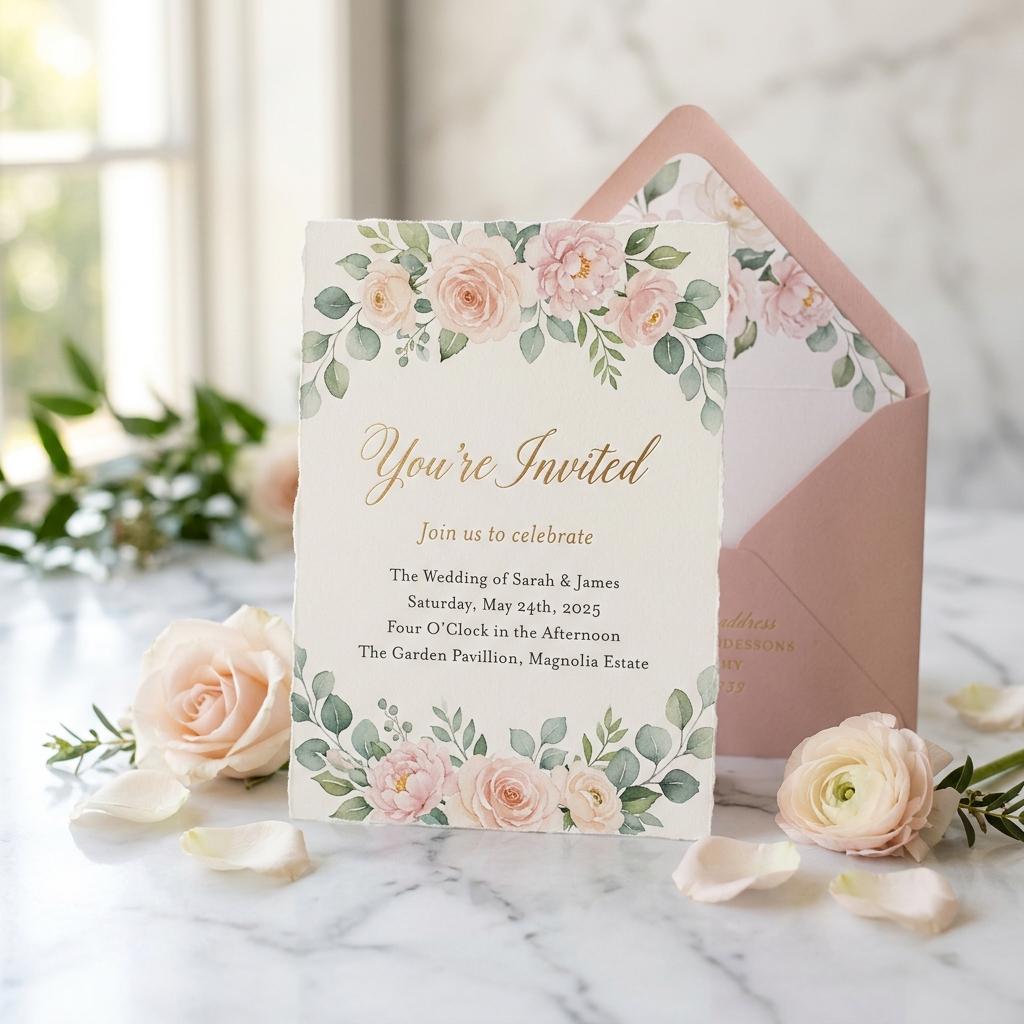 You're Invited
Join us to celebrate
The Wedding of Sarah & James
Saturday, May 24th, 2025
Four O'Clock in the Afternoon
The Garden Pavillion, Magnolia Estate
address